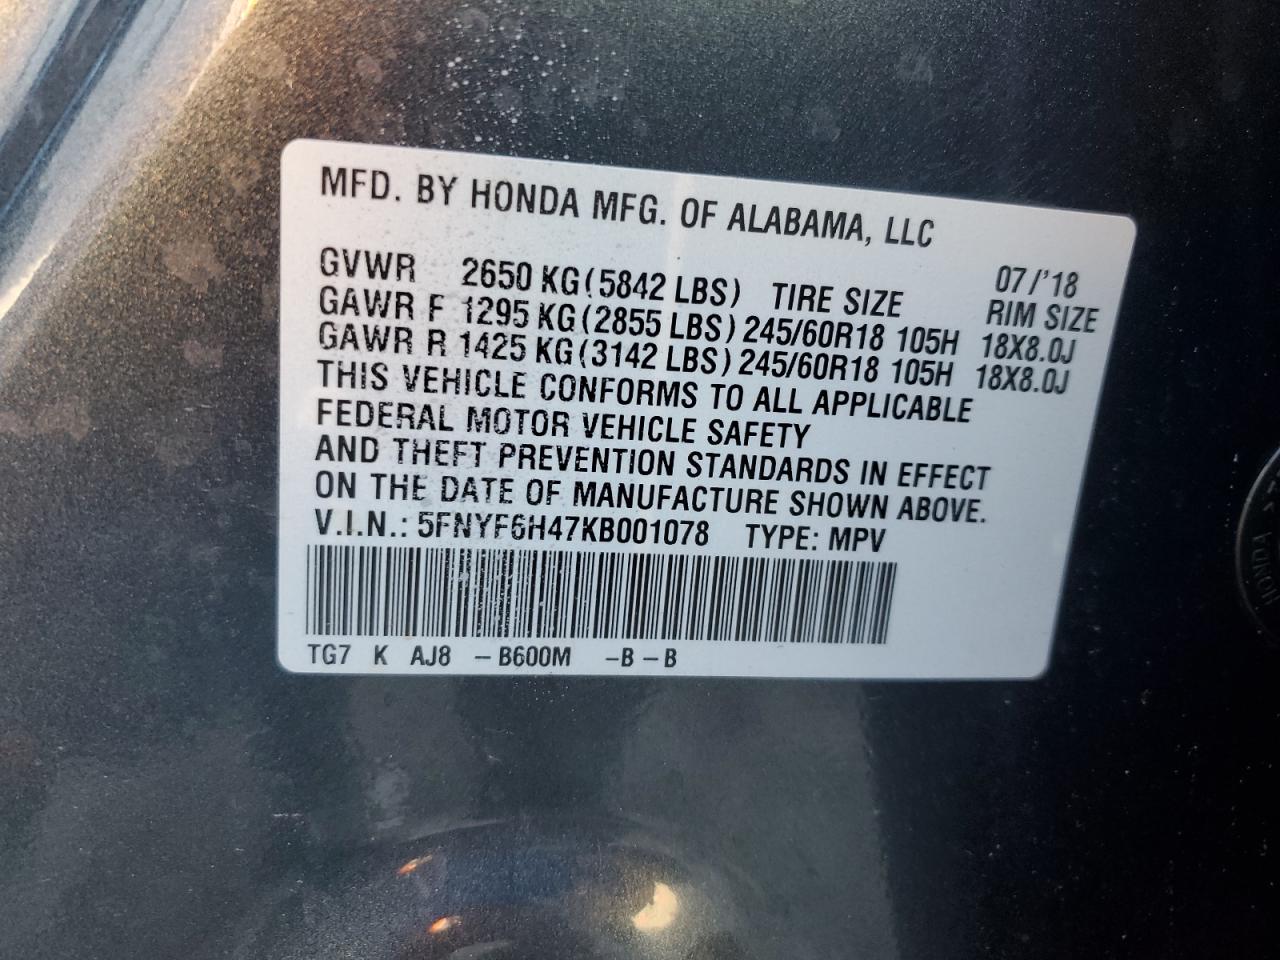 MFD. BY HONDA MFG. OF ALABAMA, LLC
07/'18
GVWR 2650 KG(5842 LBS) TIRE SIZE RIM SIZE
GAWR F 1295 KG(2855 LBS) 245/60R18 105H 18X8.0J
GAWR R 1425 KG(3142 LBS) 245/60R18 105H 18X8.0J
THIS VEHICLE CONFORMS TO ALL APPLICABLE
FEDERAL MOTOR VEHICLE SAFETY
AND THEFT PREVENTION STANDARDS IN EFFECT
ON THE DATE OF MANUFACTURE SHOWN ABOVE.
V.I.N.: 5FNYF6H47KB001078 TYPE: MPV
TG7 K AJ8 -B600M -B-B
HONDA